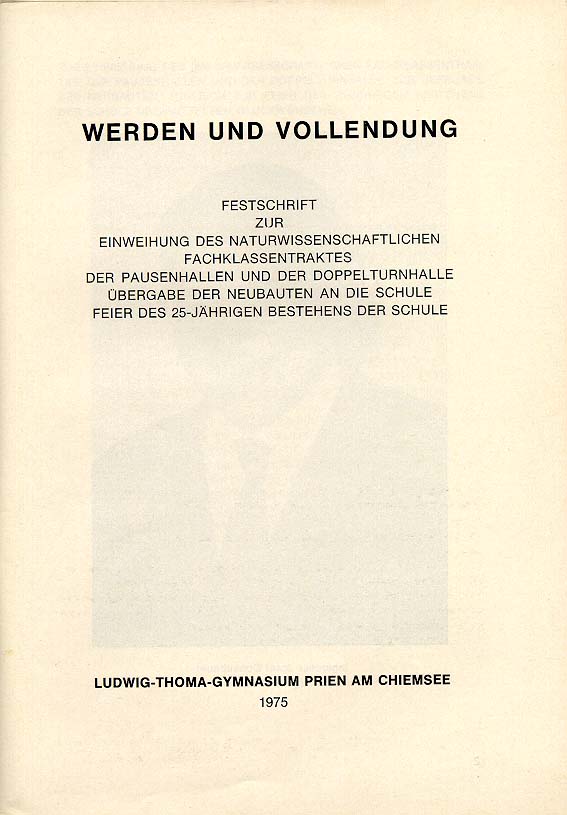 WERDEN UND VOLLENDUNG
FESTSCHRIFT
ZUR
EINWEIHUNG DES NATURWISSENSCHAFTLICHEN
FACHKLASSENTRAKTES
DER PAUSENHALLEN UND DER DOPPELTURNHALLE
ÜBERGABE DER NEUBAUTEN AN DIE SCHULE
FEIER DES 25-JÄHRIGEN BESTEHENS DER SCHULE
LUDWIG-THOMA-GYMNASIUM PRIEN AM CHIEMSEE
1975